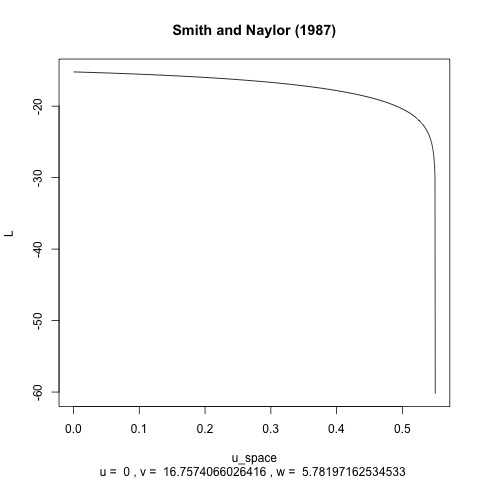 Smith and Naylor (1987)
-20
-30
-40
-50
-60
L
0.0 0.1 0.2 0.3 0.4 0.5
u_space
u = 0 , v = 16.7574066026416 , w = 5.78197162534533